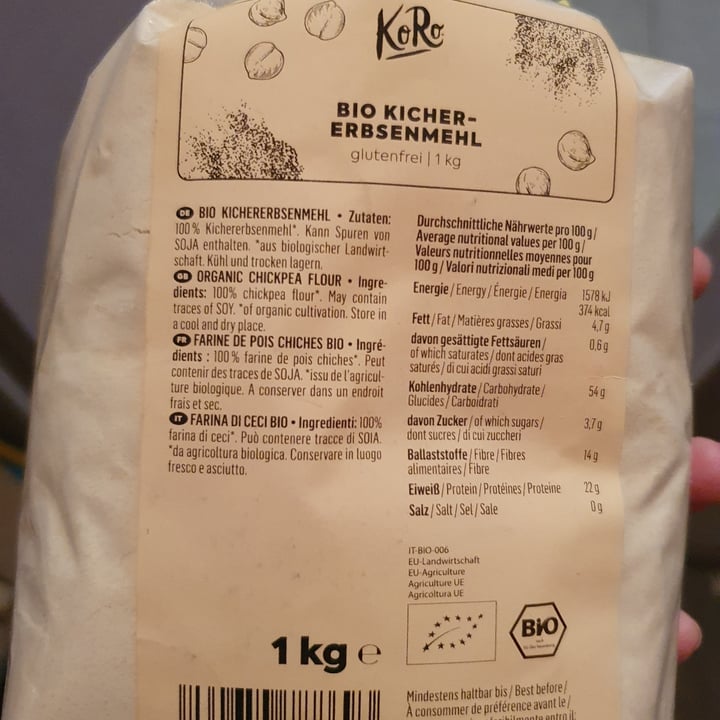 KoRo
BIO KICHER-
ERBSENMEHL
glutenfrei | 1 kg
DE BIO KICHERERBSENMEHL • Zutaten:
100% Kichererbsenmehl*. Kann Spuren von
SOJA enthalten. *aus biologischer Landwirt-
schaft. Kühl und trocken lagern.
GB ORGANIC CHICKPEA FLOUR • Ingre-
dients: 100% chickpea flour*. May contain
traces of SOY. *of organic cultivation. Store in
a cool and dry place.
FR FARINE DE POIS CHICHES BIO • Ingré-
dients : 100% farine de pois chiches*. Peut
contenir des traces de SOJA. *issu de l'agricul-
ture biologique. A conserver dans un endroit
frais et sec.
IT FARINA DI CECI BIO • Ingredienti: 100%
farina di ceci*. Può contenere tracce di SOIA.
*da agricoltura biologica. Conservare in luogo
fresco e asciutto.
Durchschnittliche Nährwerte pro 100 g/
Average nutritional values per 100 g/
Valeurs nutritionnelles moyennes pour
100 g/Valori nutrizionali medi per 100 g
Energie/Energy/Énergie/Energia 1578 kJ
374 kcal
Fett/Fat/Matières grasses/Grassi 4,7g
davon gesättigte Fettsäuren/ 0,6g
of which saturates/dont acides gras
saturés/di cui acidi grassi saturi
Kohlenhydrate/Carbohydrate/ 54g
Glucides/Carboidrati
davon Zucker/of which sugars/ 3,7g
dont sucres/di cui zuccheri
Ballaststoffe/Fibre/Fibres 14g
alimentaires/Fibre
Eiweiß/Protein/Protéines/Proteine 22g
Salz/Salt/Sel/Sale 0g
IT-BIO-006
EU-Landwirtschaft
EU-Agriculture
Agriculture UE
Agricoltura UE
Bio
1 kg e
Mindestens haltbar bis/Best before/
À consommer de préférence avant le/